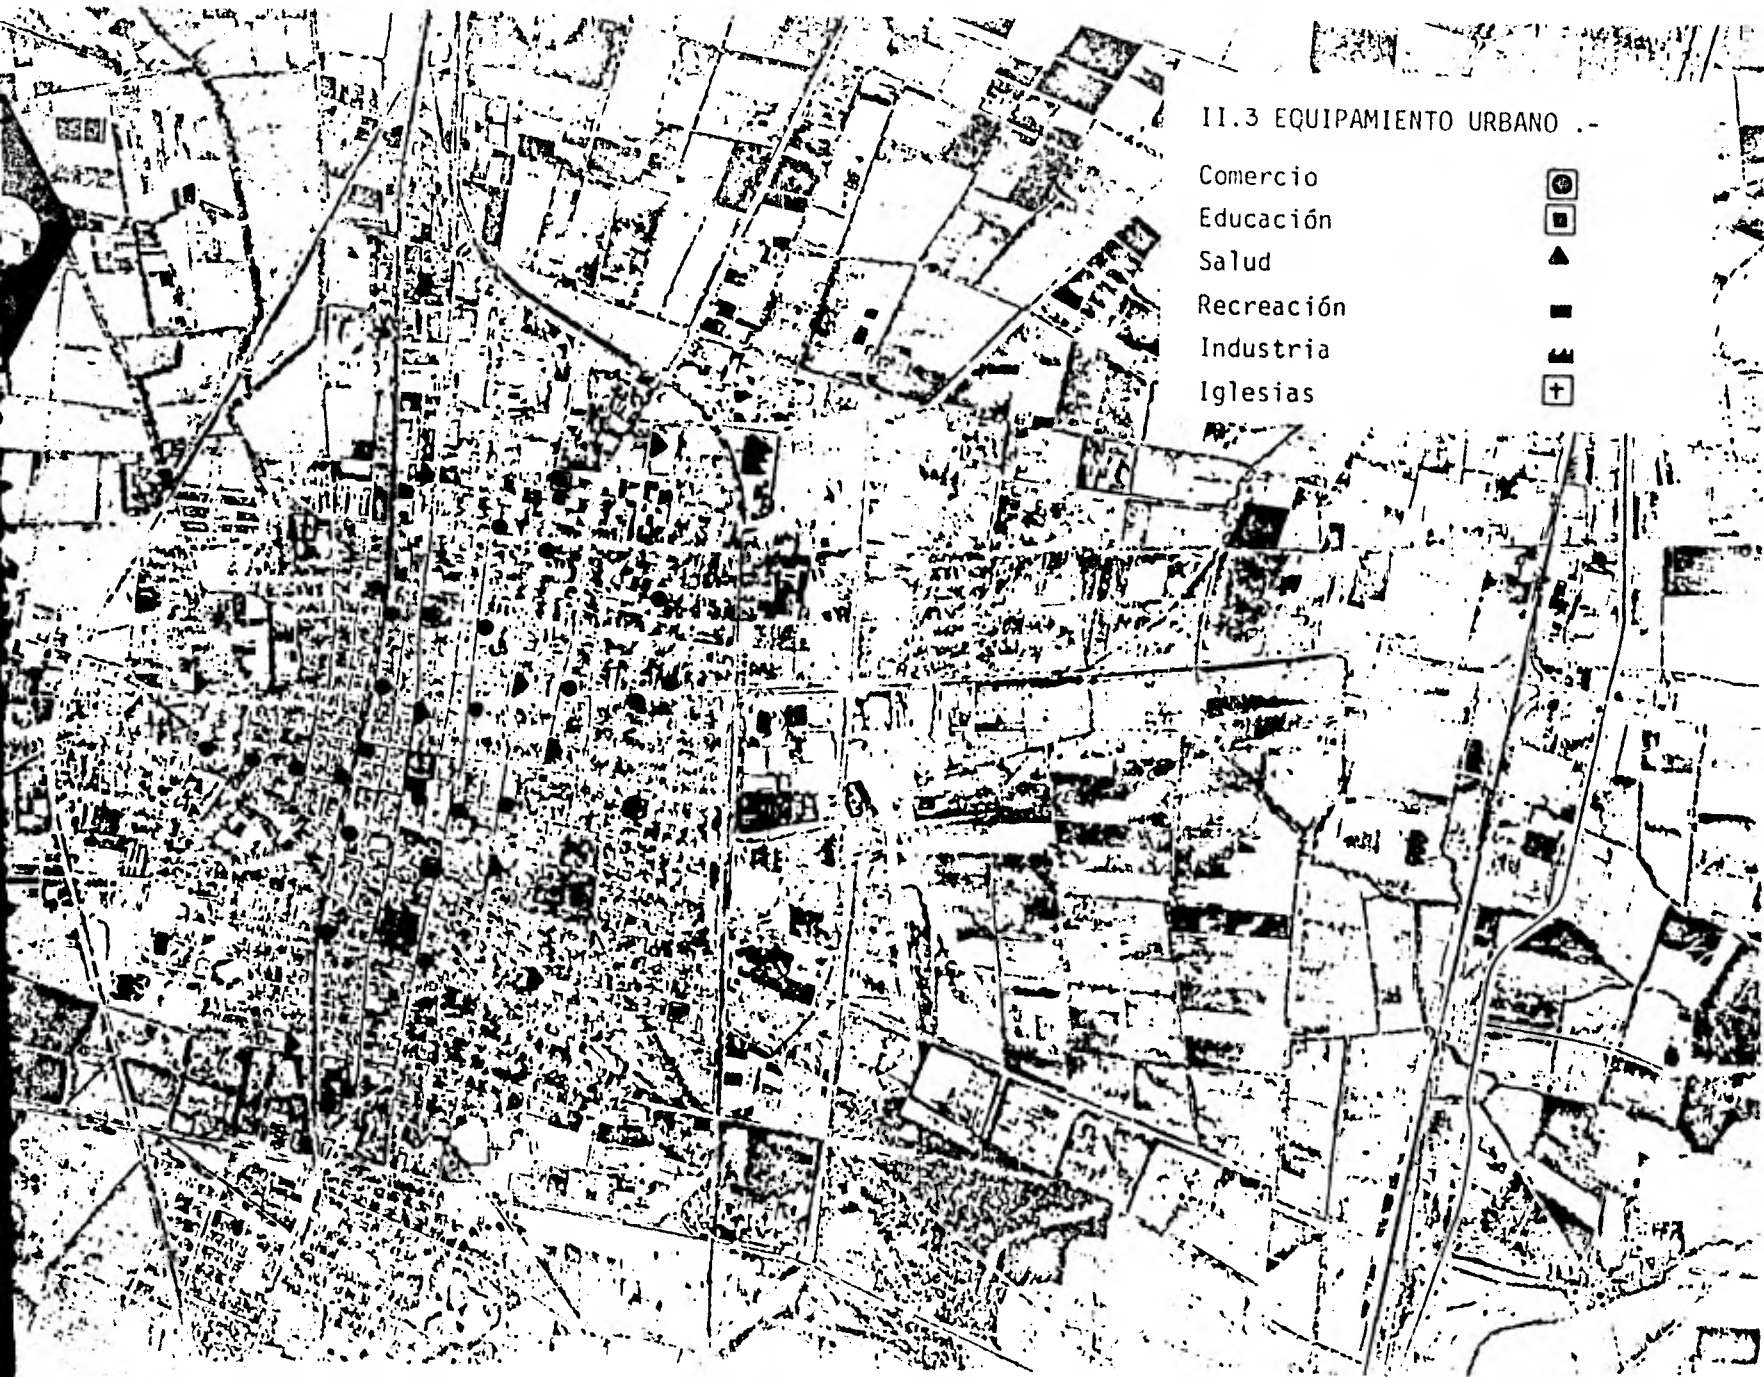 II.3 EQUIPAMIENTO URBANO .-
Comercio
Educación
Salud
Recreación
Industria
Iglesias